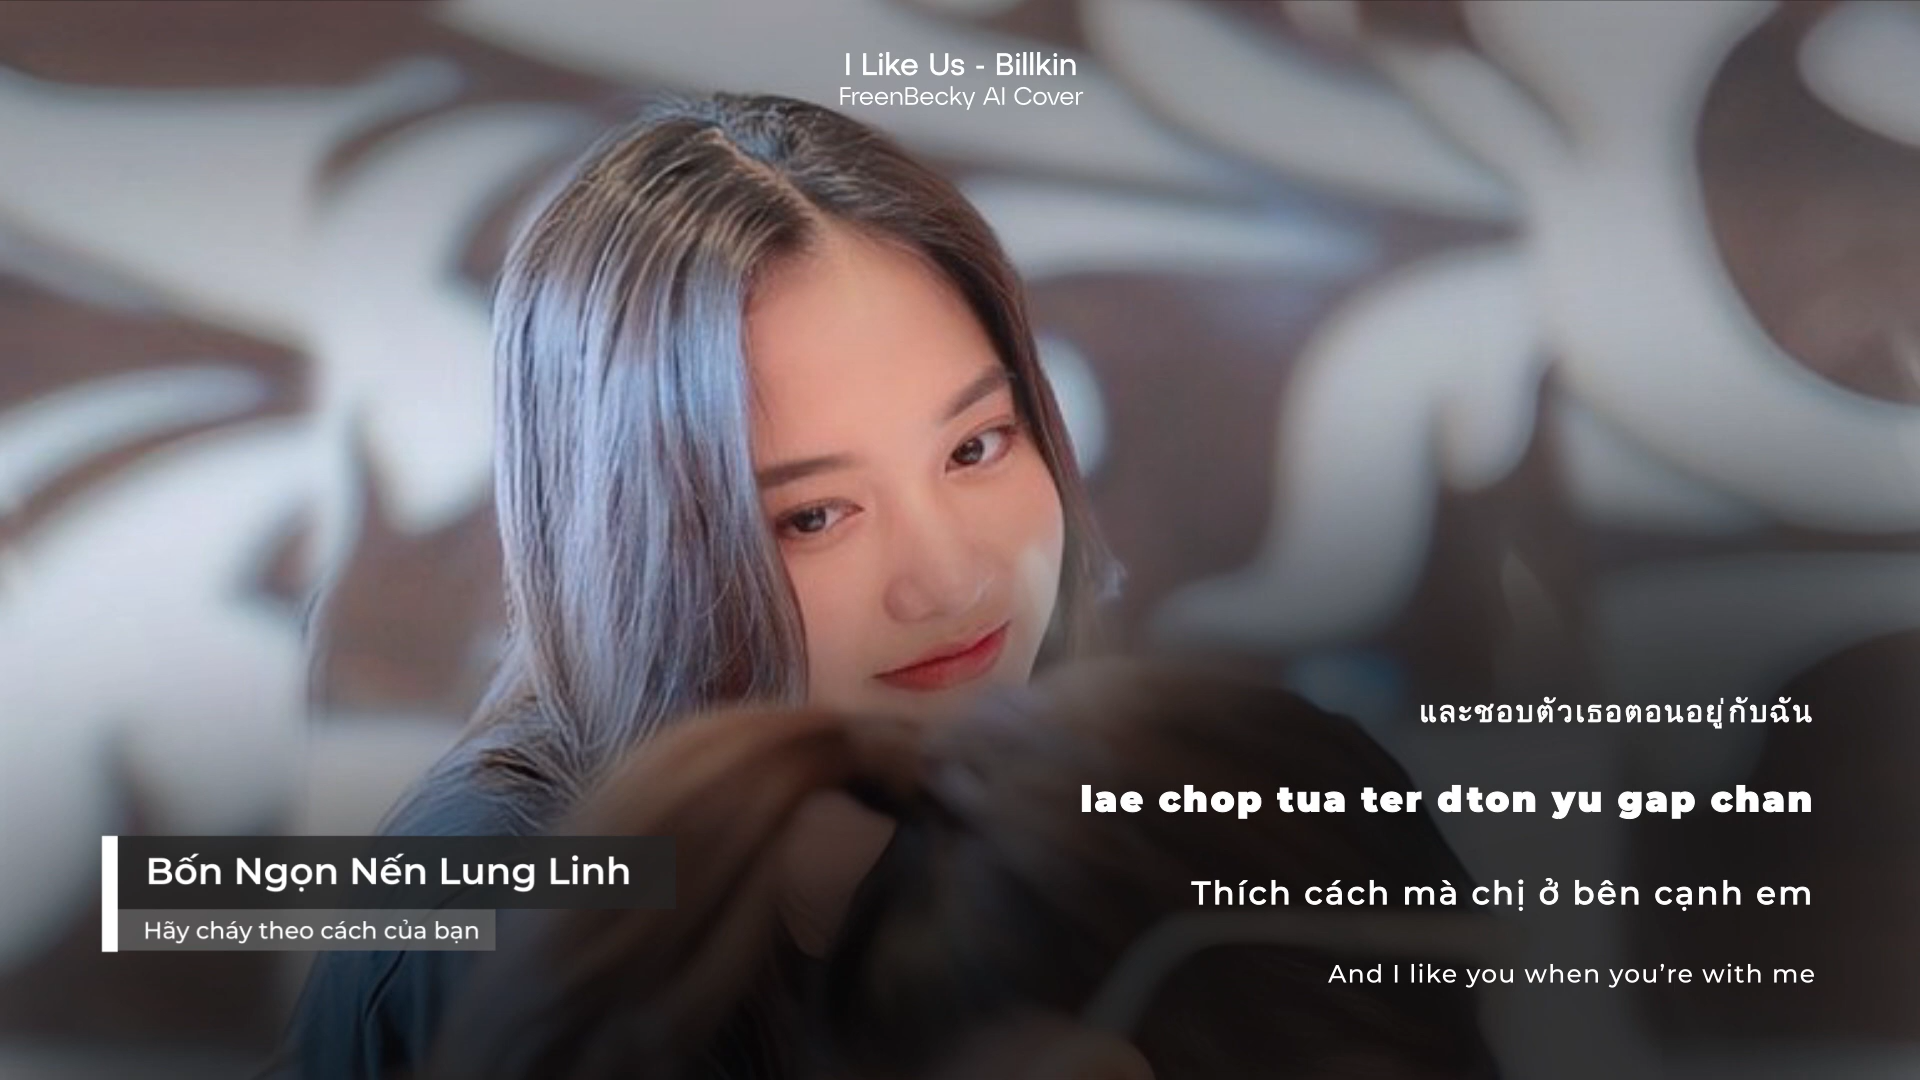 I Like Us - Billkin
FreenBecky AI Cover
และชอบตัวเธอตอนอยู่กับฉัน
lae chop tua ter dton yu gap chan
Bốn Ngọn Nến Lung Linh
Hãy cháy theo cách của bạn
Thích cách mà chị ở bên cạnh em
And I like you when you’re with me